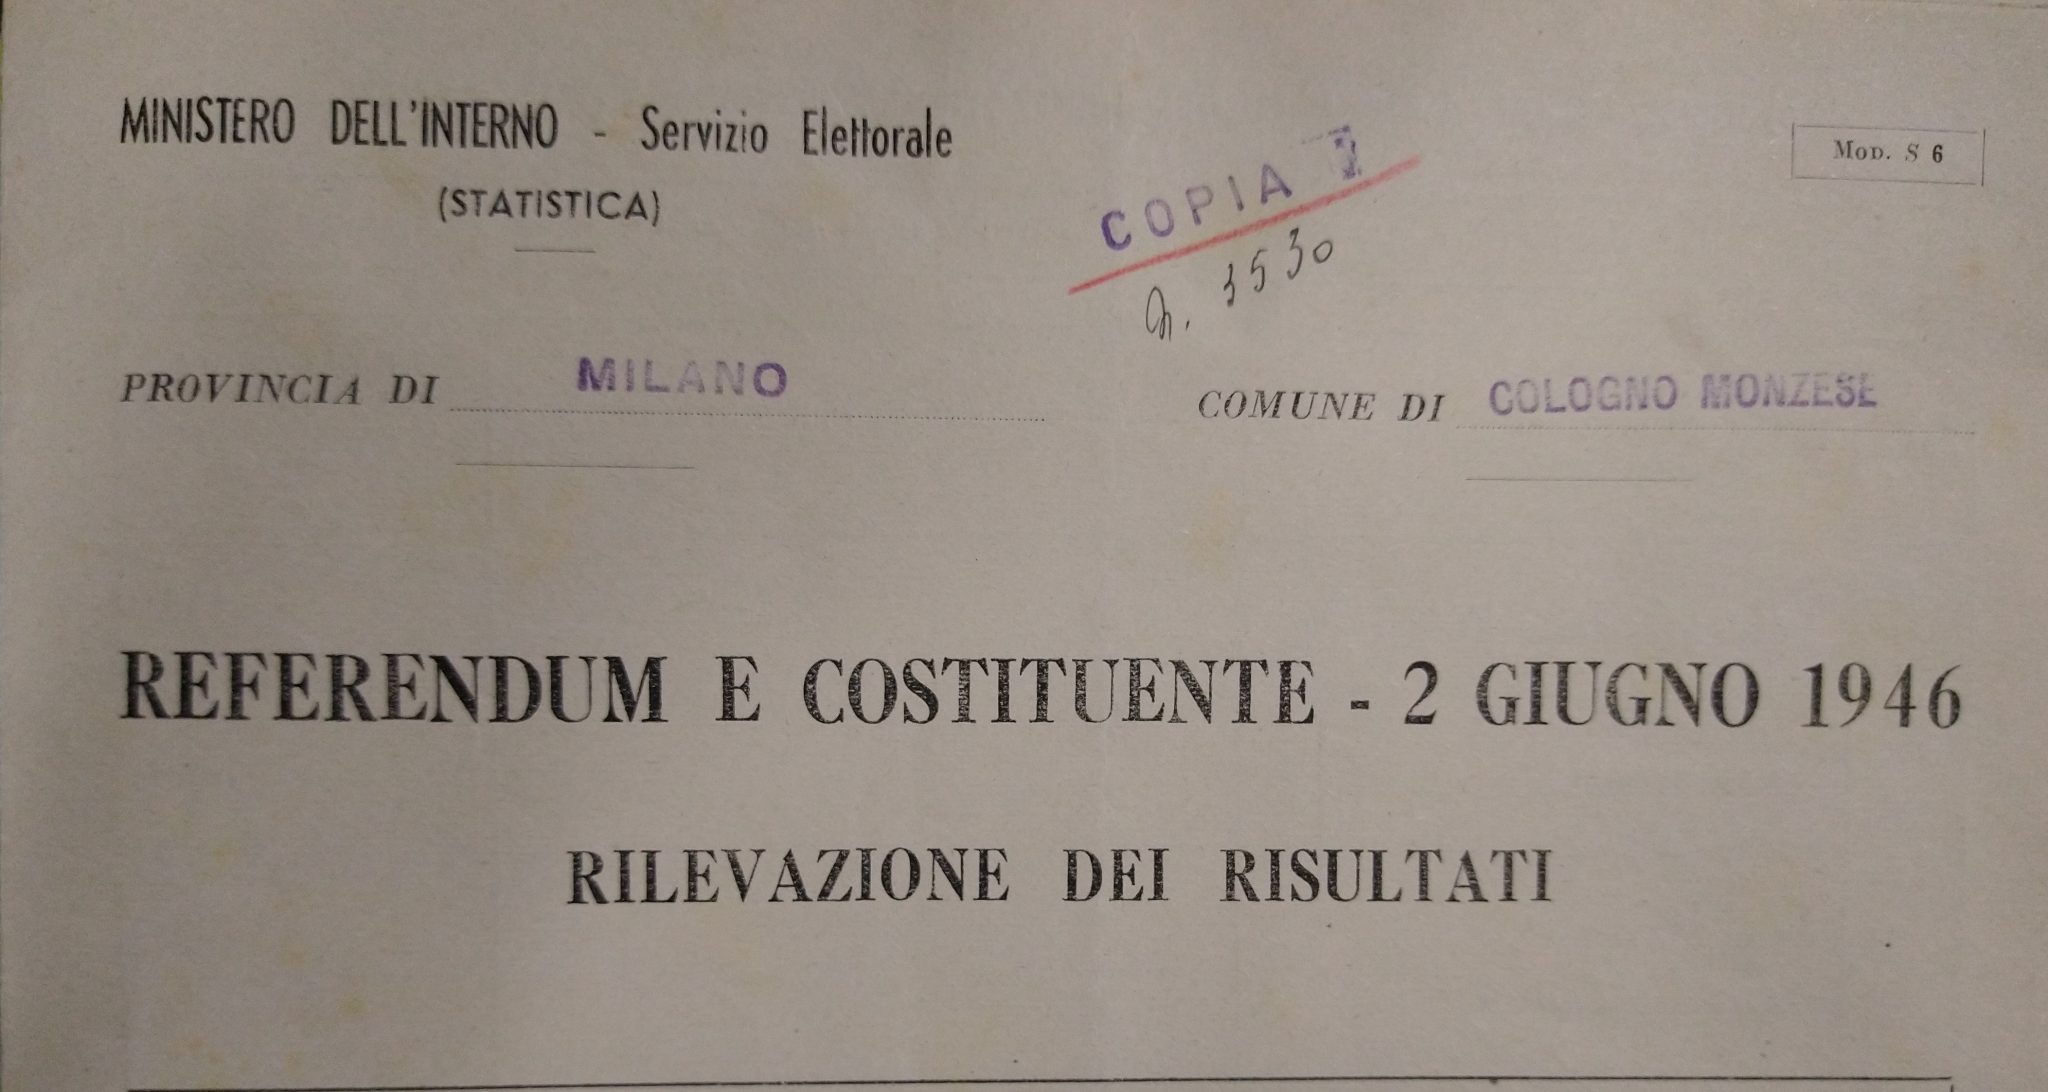 MINISTERO DELL'INTERNO - Servizio Elettorale
(STATISTICA)
MOD. S 6
COPIA
N. 3530
PROVINCIA DI MILANO
COMUNE DI COLOGNO MONZESE
REFERENDUM E COSTITUENTE - 2 GIUGNO 1946
RILEVAZIONE DEI RISULTATI